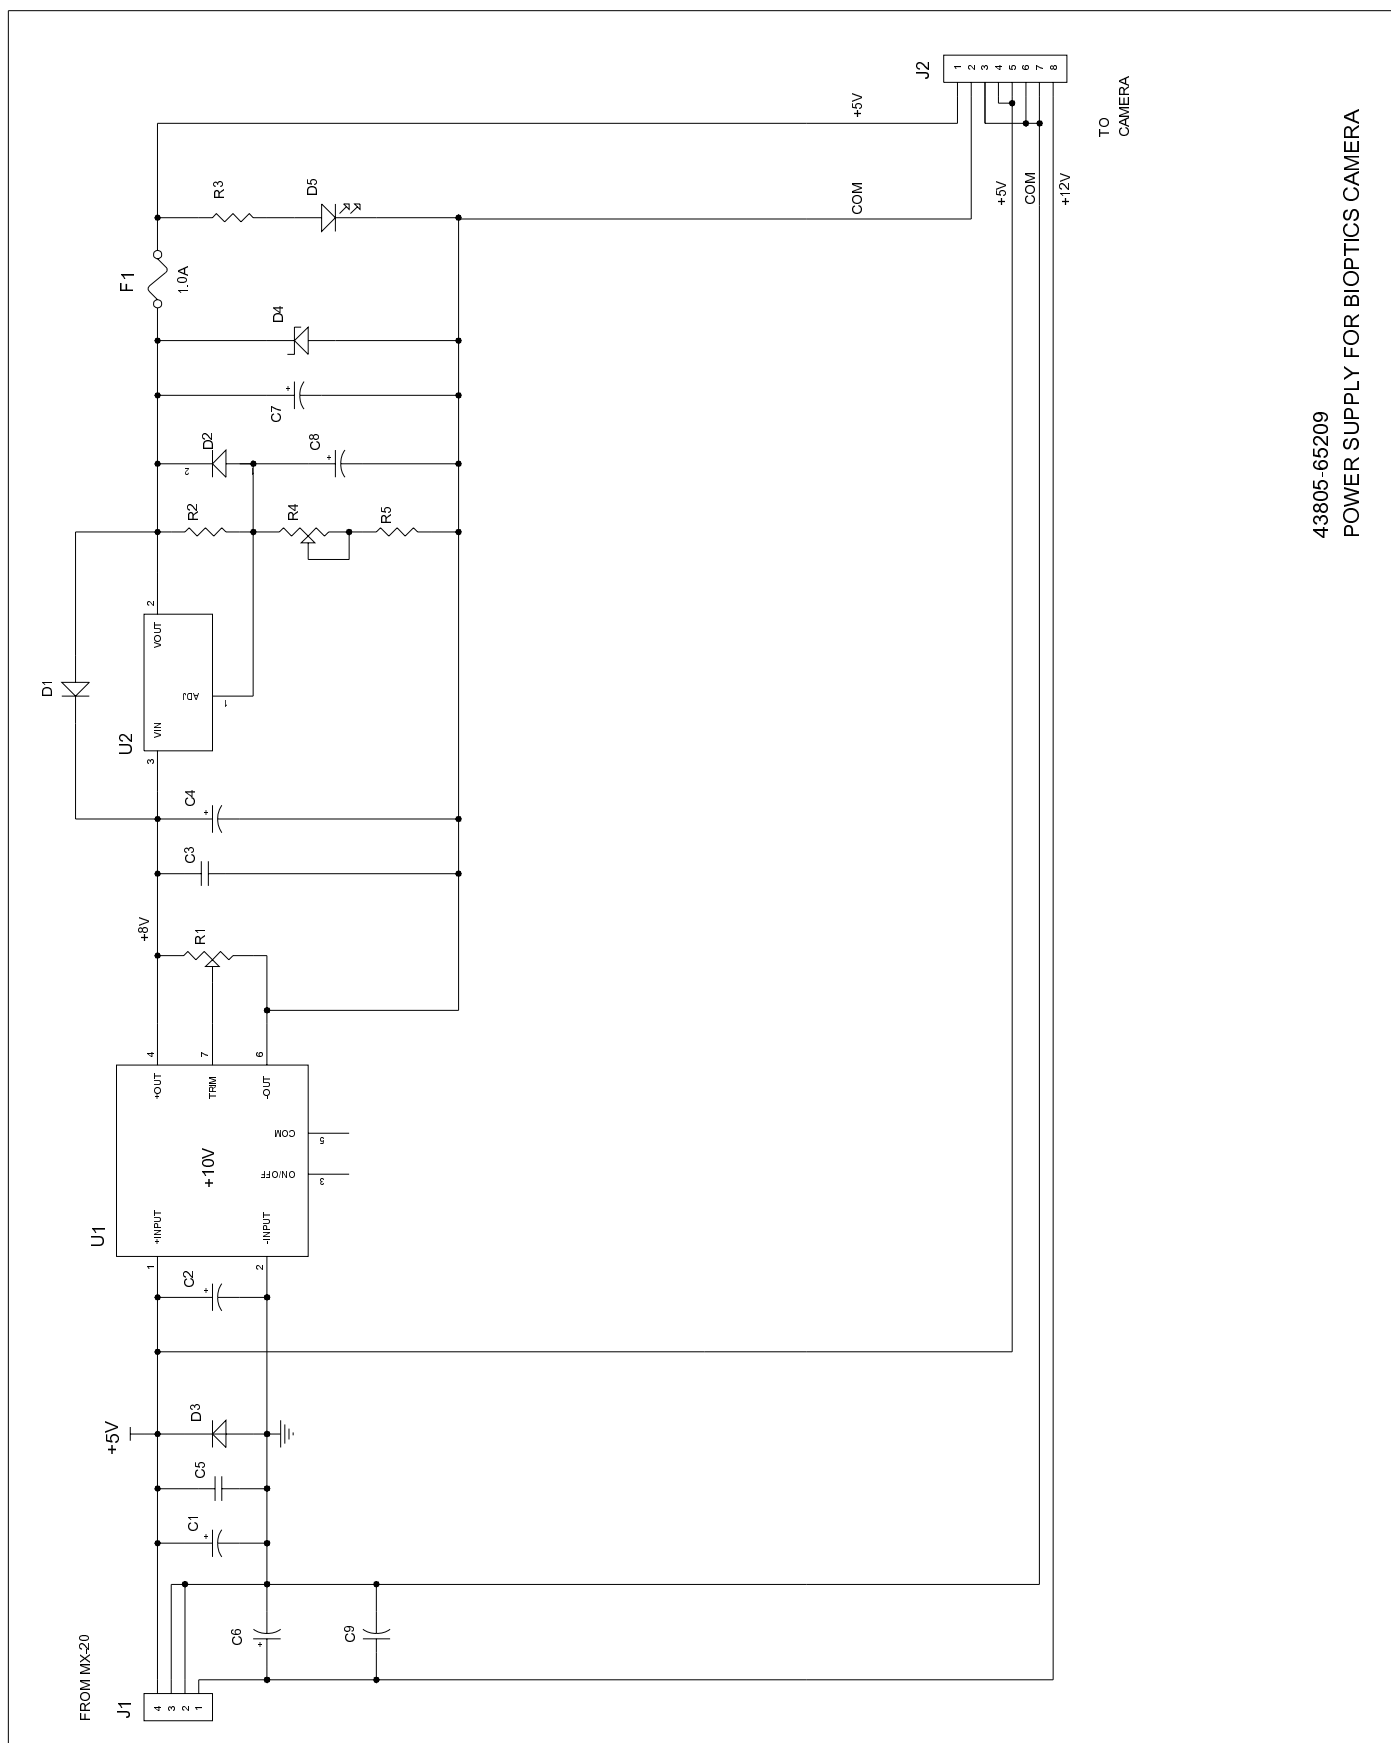 FROM MX-20
J1
4
3
2
1
C6
+
C9
C1
+
C5
+5V
D3
C2
+
U1
1
+INPUT
2
-INPUT
+10V
ON/OFF
3
COM
5
+OUT
4
TRIM
7
-OUT
6
R1
+8V
C3
C4
+
D1
U2
3
VIN
ADJ
1
VOUT
2
R2
R4
R5
D2
2
1
C8
+
C7
+
D4
F1
1.0A
R3
D5
+5V
COM
J2
1
2
3
4
5
6
7
8
+5V
COM
+12V
TO
CAMERA
43805-65209
POWER SUPPLY FOR BIOPTICS CAMERA